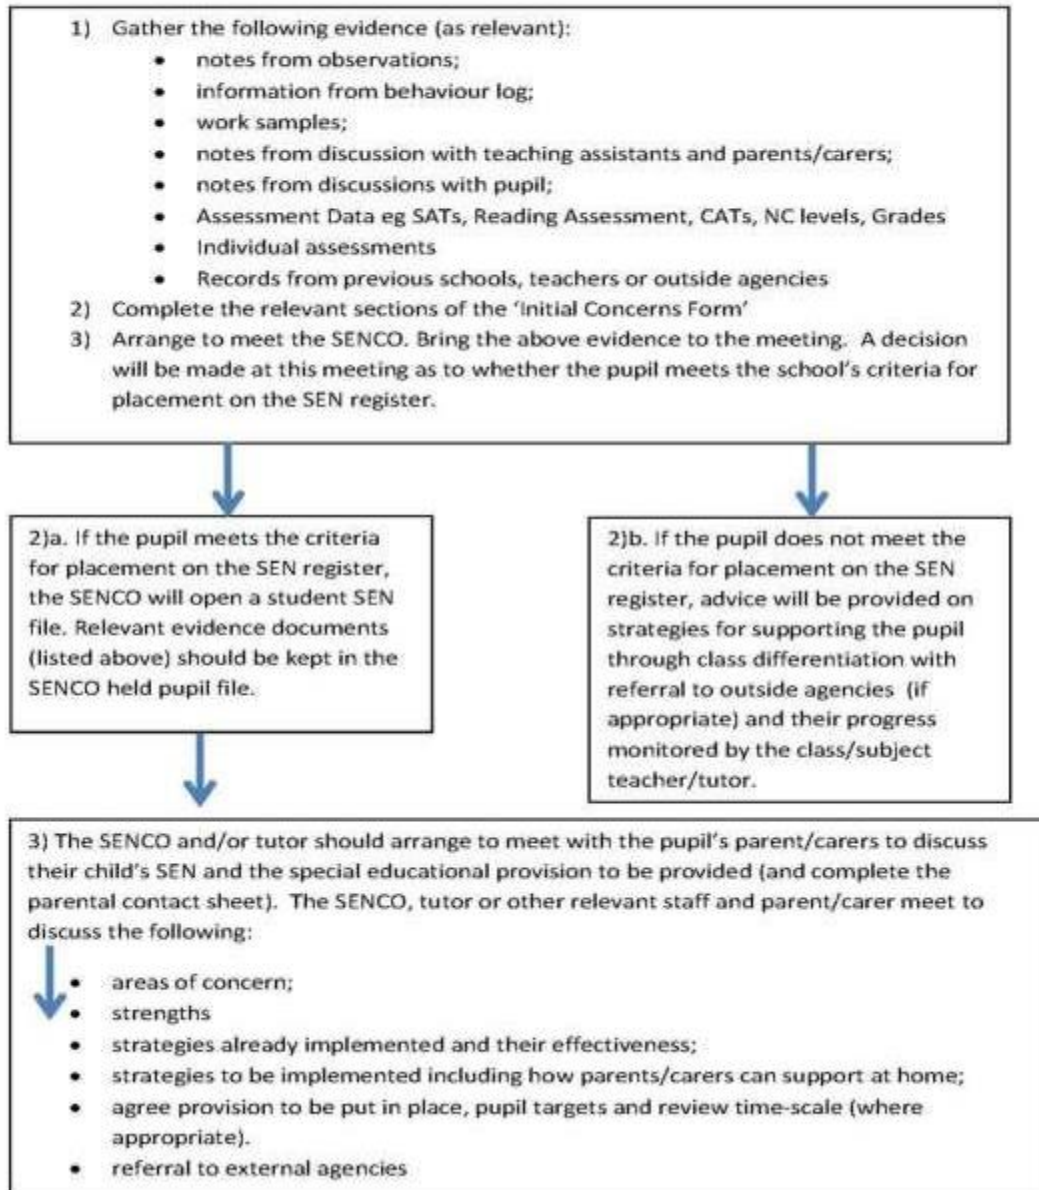 1) Gather the following evidence (as relevant):
• notes from observations;
• information from behaviour log;
• work samples;
• notes from discussion with teaching assistants and parents/carers;
• notes from discussions with pupil;
• Assessment Data eg SATs, Reading Assessment, CATs, NC levels, Grades
• Individual assessments
• Records from previous schools, teachers or outside agencies
2) Complete the relevant sections of the 'Initial Concerns Form'
3) Arrange to meet the SENCO. Bring the above evidence to the meeting. A decision
will be made at this meeting as to whether the pupil meets the school's criteria for
placement on the SEN register.
2)a. If the pupil meets the criteria
for placement on the SEN register,
the SENCO will open a student SEN
file. Relevant evidence documents
(listed above) should be kept in the
SENCO held pupil file.
2)b. If the pupil does not meet the
criteria for placement on the SEN
register, advice will be provided on
strategies for supporting the pupil
through class differentiation with
referral to outside agencies (if
appropriate) and their progress
monitored by the class/subject
teacher/tutor.
3) The SENCO and/or tutor should arrange to meet with the pupil's parent/carers to discuss
their child's SEN and the special educational provision to be provided (and complete the
parental contact sheet). The SENCO, tutor or other relevant staff and parent/carer meet to
discuss the following:
• areas of concern;
• strengths
• strategies already implemented and their effectiveness;
• strategies to be implemented including how parents/carers can support at home;
• agree provision to be put in place, pupil targets and review time-scale (where
appropriate).
• referral to external agencies